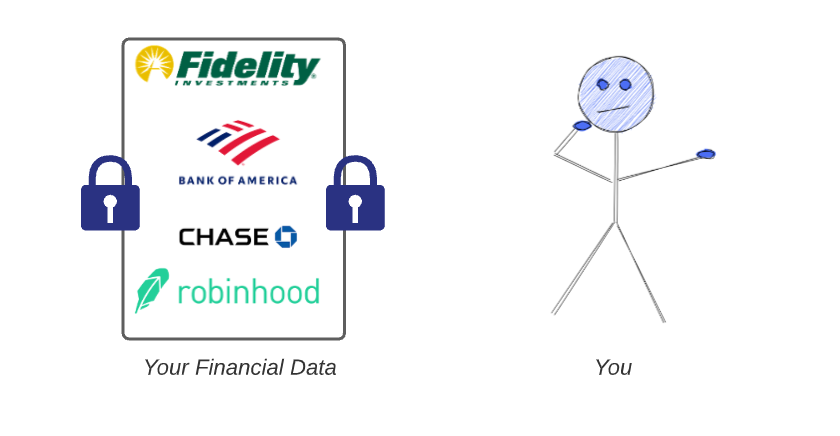 Fidelity
INVESTMENTS
BANK OF AMERICA
CHASE
robinhood
Your Financial Data
You